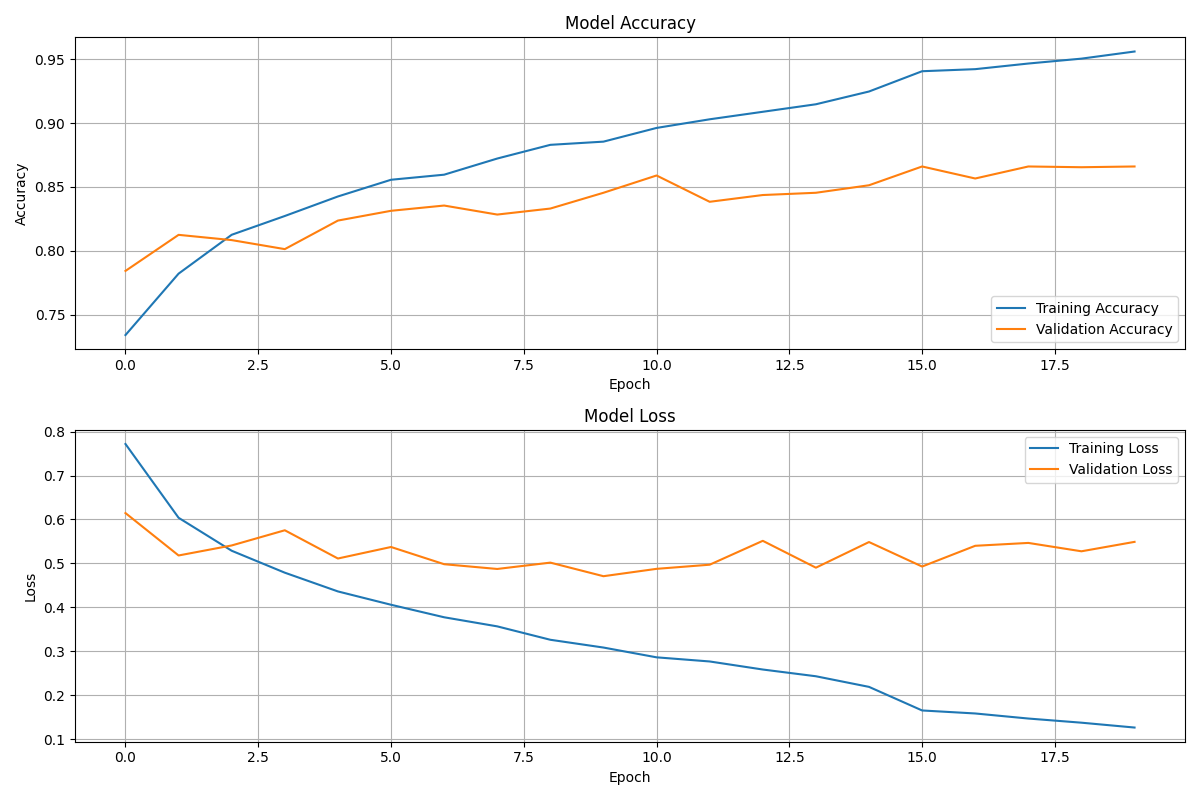 Model Accuracy
0.95
0.90
0.85
0.80
0.75
Accuracy
Training Accuracy
Validation Accuracy
0.0 2.5 5.0 7.5 10.0 12.5 15.0 17.5
Epoch
Model Loss
0.8
0.7
0.6
0.5
0.4
0.3
0.2
0.1
Loss
Training Loss
Validation Loss
0.0 2.5 5.0 7.5 10.0 12.5 15.0 17.5
Epoch